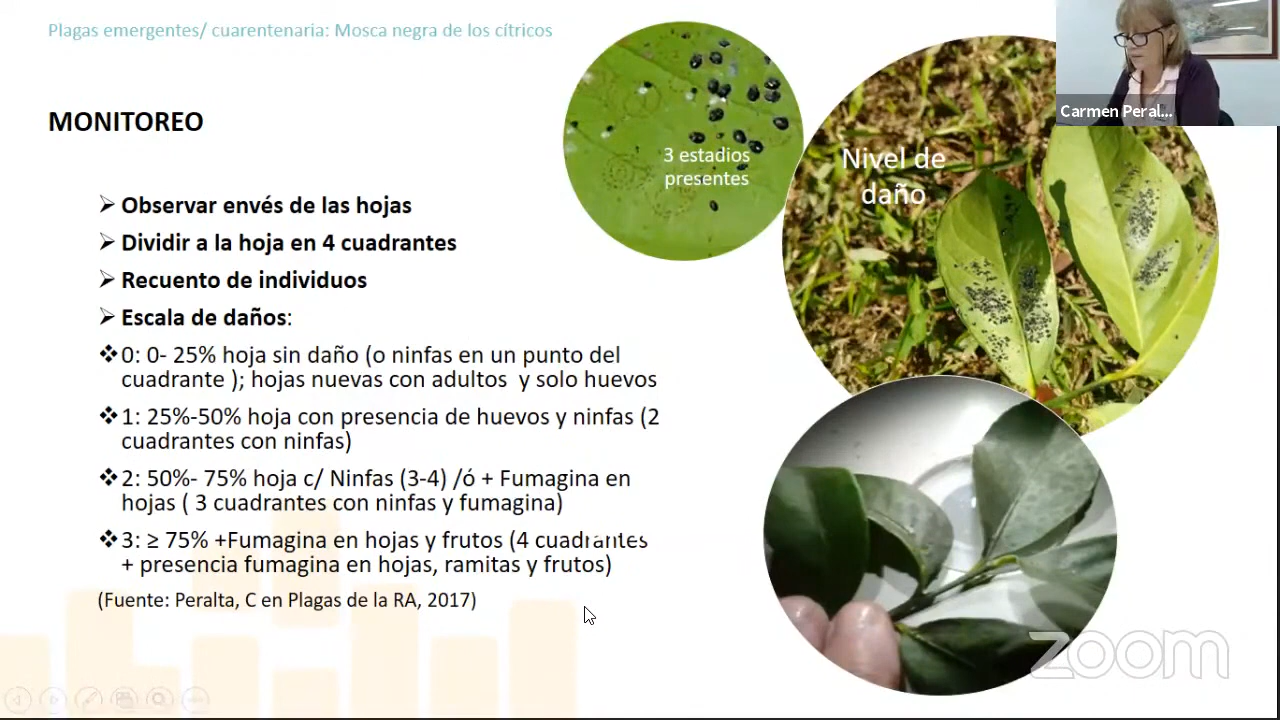 Plagas emergentes/ cuarentenaria: Mosca negra de los cítricos
MONITOREO
Observar envés de las hojas
Dividir a la hoja en 4 cuadrantes
Recuento de individuos
Escala de daños:
0: 0- 25% hoja sin daño (o ninfas en un punto del
cuadrante ); hojas nuevas con adultos y solo huevos
1: 25%-50% hoja con presencia de huevos y ninfas (2
cuadrantes con ninfas)
2: 50%- 75% hoja c/ Ninfas (3-4) /ó + Fumagina en
hojas ( 3 cuadrantes con ninfas y fumagina)
3: ≥ 75% +Fumagina en hojas y frutos (4 cuadrantes
+ presencia fumagina en hojas, ramitas y frutos)
(Fuente: Peralta, C en Plagas de la RA, 2017)
3 estadios
presentes
Nivel de
daño
Carmen Peral...
zoom